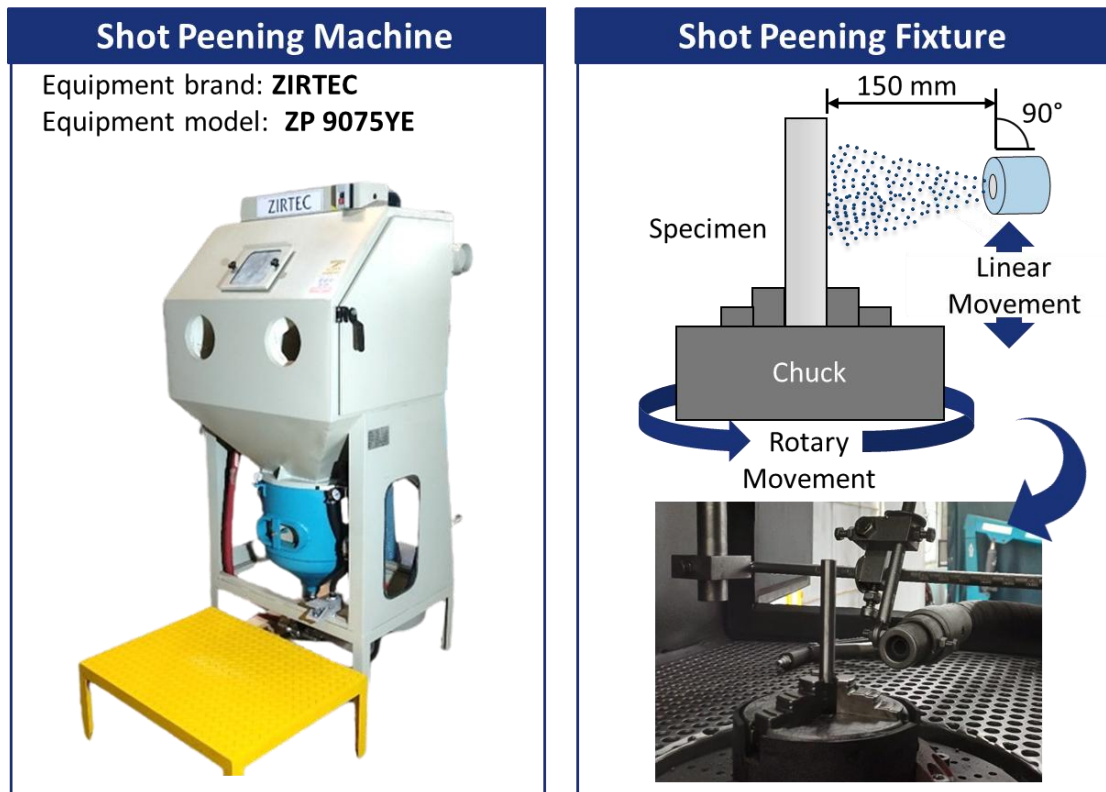 Shot Peening Machine
Equipment brand: ZIRTEC
Equipment model: ZP 9075YE
ZIRTEC
Shot Peening Fixture
150 mm
90°
Specimen
Linear
Movement
Chuck
Rotary
Movement